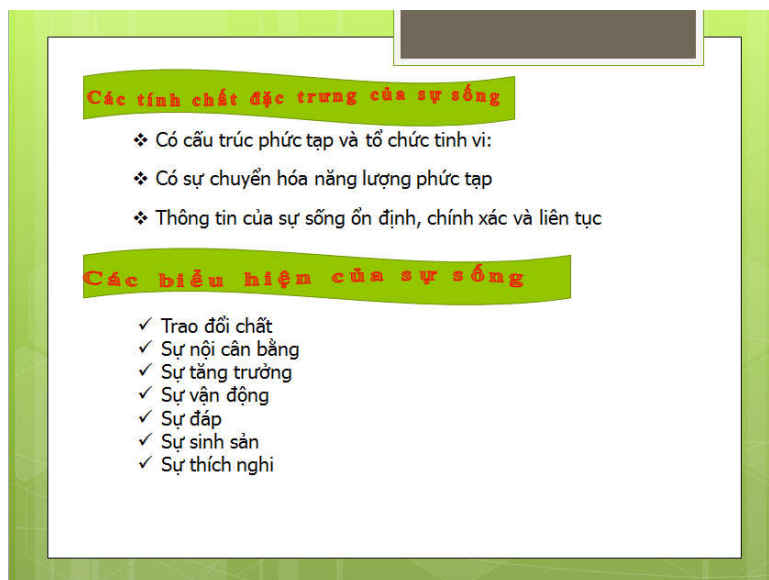 Các tính chất đặc trưng của sự sống
❖ Có cấu trúc phức tạp và tổ chức tinh vi:
❖ Có sự chuyển hóa năng lượng phức tạp
❖ Thông tin của sự sống ổn định, chính xác và liên tục
Các biểu hiện của sự sống
✓ Trao đổi chất
✓ Sự nội cân bằng
✓ Sự tăng trưởng
✓ Sự vận động
✓ Sự đáp
✓ Sự sinh sản
✓ Sự thích nghi